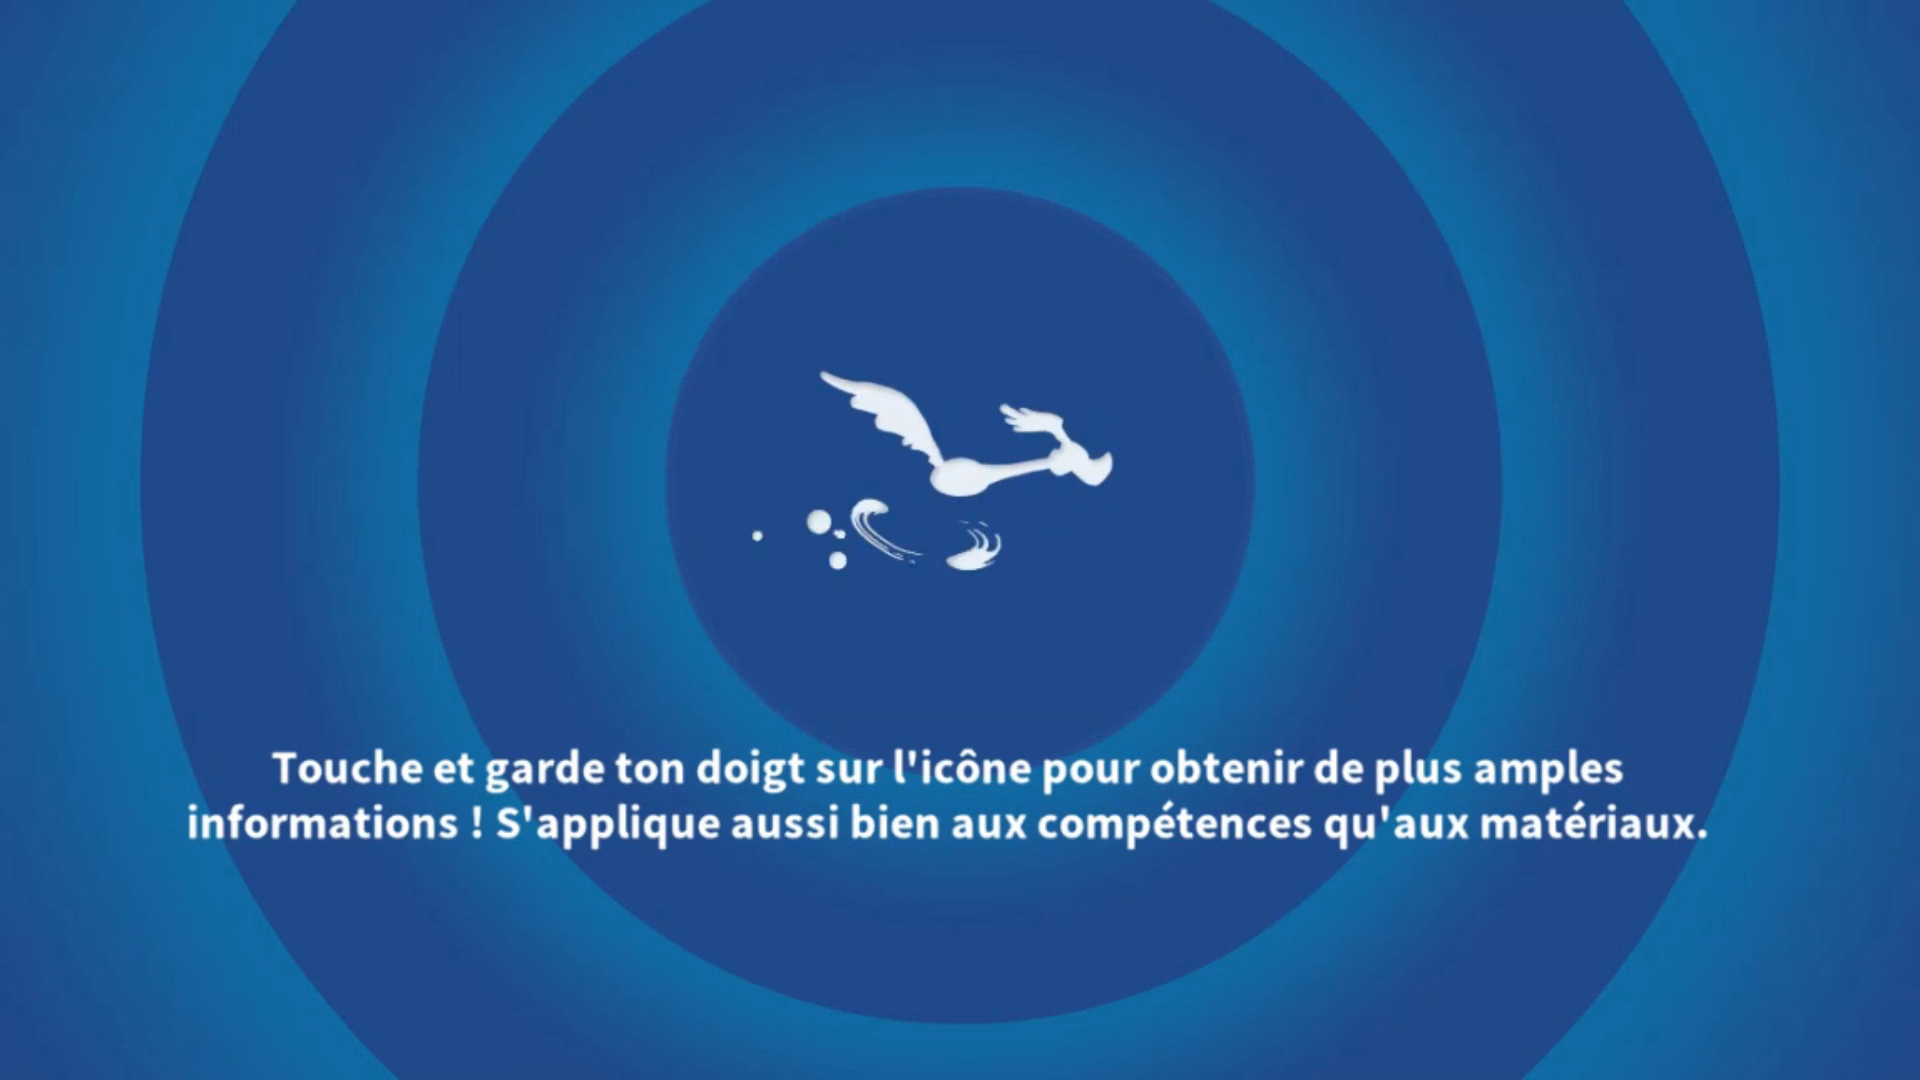 Touche et garde ton doigt sur l'icône pour obtenir de plus amples
informations ! S'applique aussi bien aux compétences qu'aux matériaux.